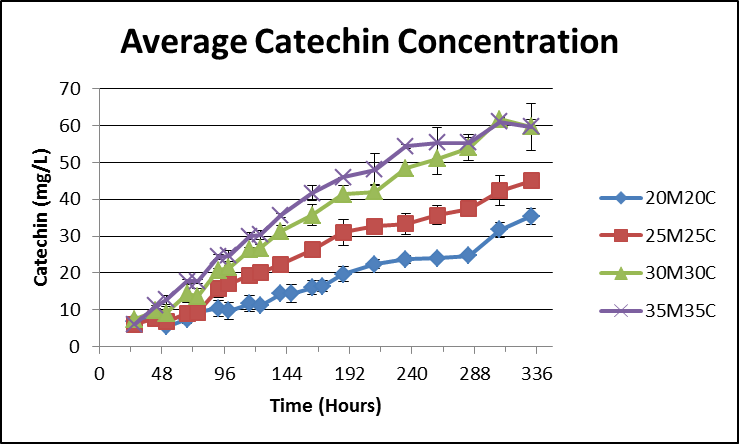 Average Catechin Concentration
70
60
50
40
30
20
10
0
Catechin (mg/L)
0 48 96 144 192 240 288 336
Time (Hours)
20M20C
25M25C
30M30C
35M35C